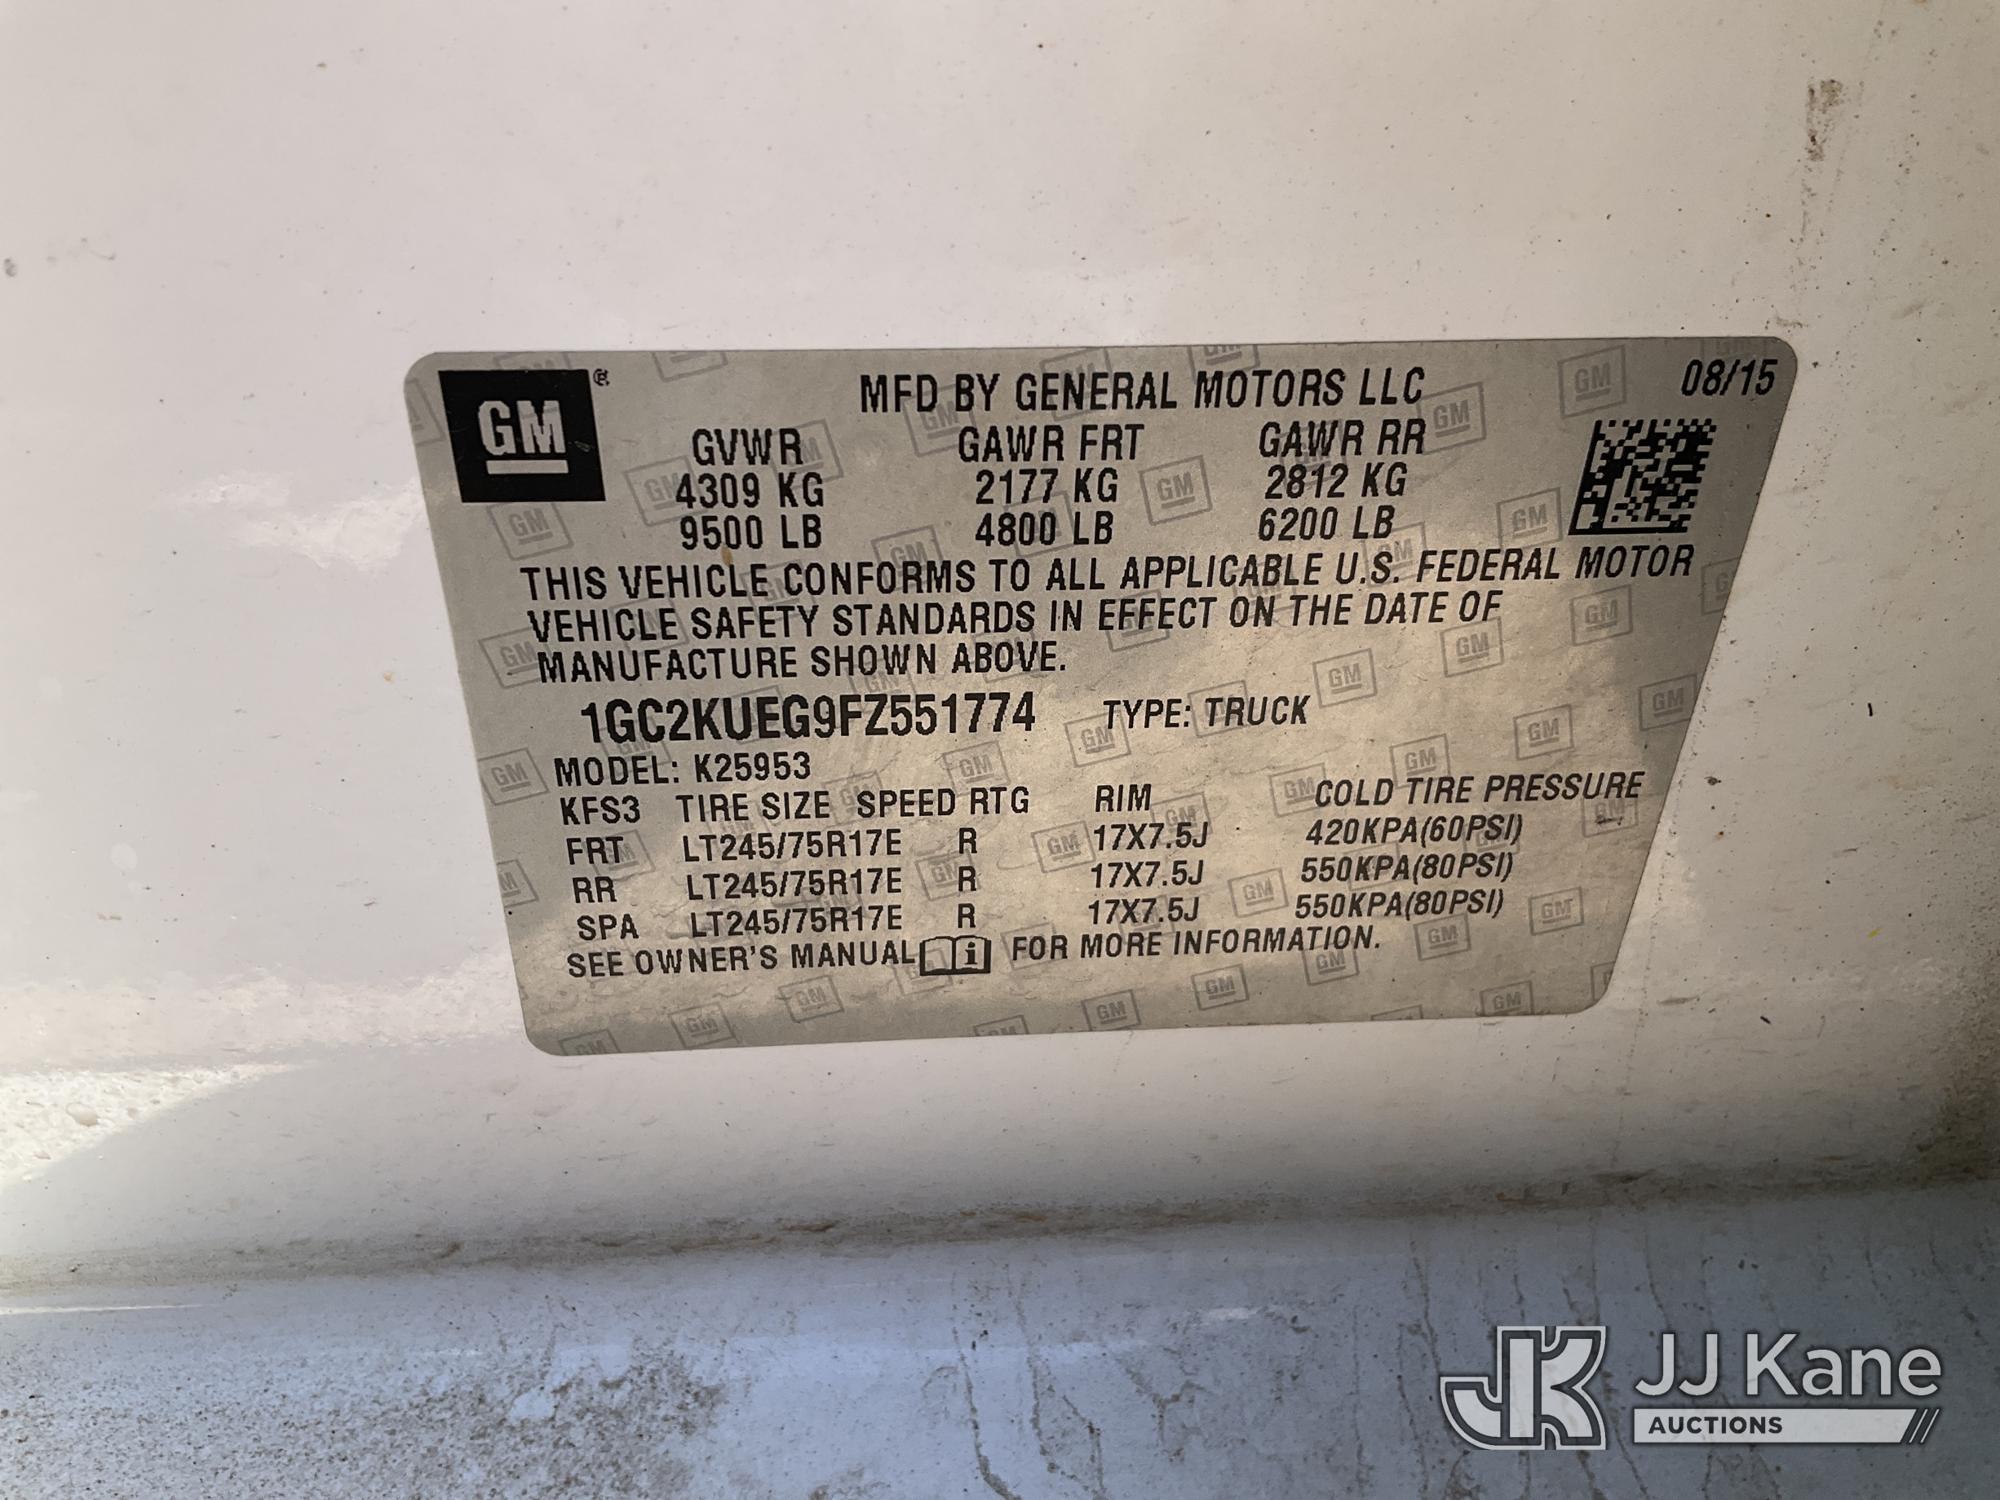 GM ®
MFD BY GENERAL MOTORS LLC 08/15
GVWR GAWR FRT GAWR RR
4309 KG 2177 KG 2812 KG
9500 LB 4800 LB 6200 LB
THIS VEHICLE CONFORMS TO ALL APPLICABLE U.S. FEDERAL MOTOR
VEHICLE SAFETY STANDARDS IN EFFECT ON THE DATE OF
MANUFACTURE SHOWN ABOVE.
1GC2KUEG9FZ551774 TYPE: TRUCK
MODEL: K25953
KFS3 TIRE SIZE SPEED RTG RIM COLD TIRE PRESSURE
FRT LT245/75R17E R 17X7.5J 420KPA(60PSI)
RR LT245/75R17E R 17X7.5J 550KPA(80PSI)
SPA LT245/75R17E R 17X7.5J 550KPA(80PSI)
SEE OWNER'S MANUAL i FOR MORE INFORMATION.
JK JJ Kane
AUCTIONS